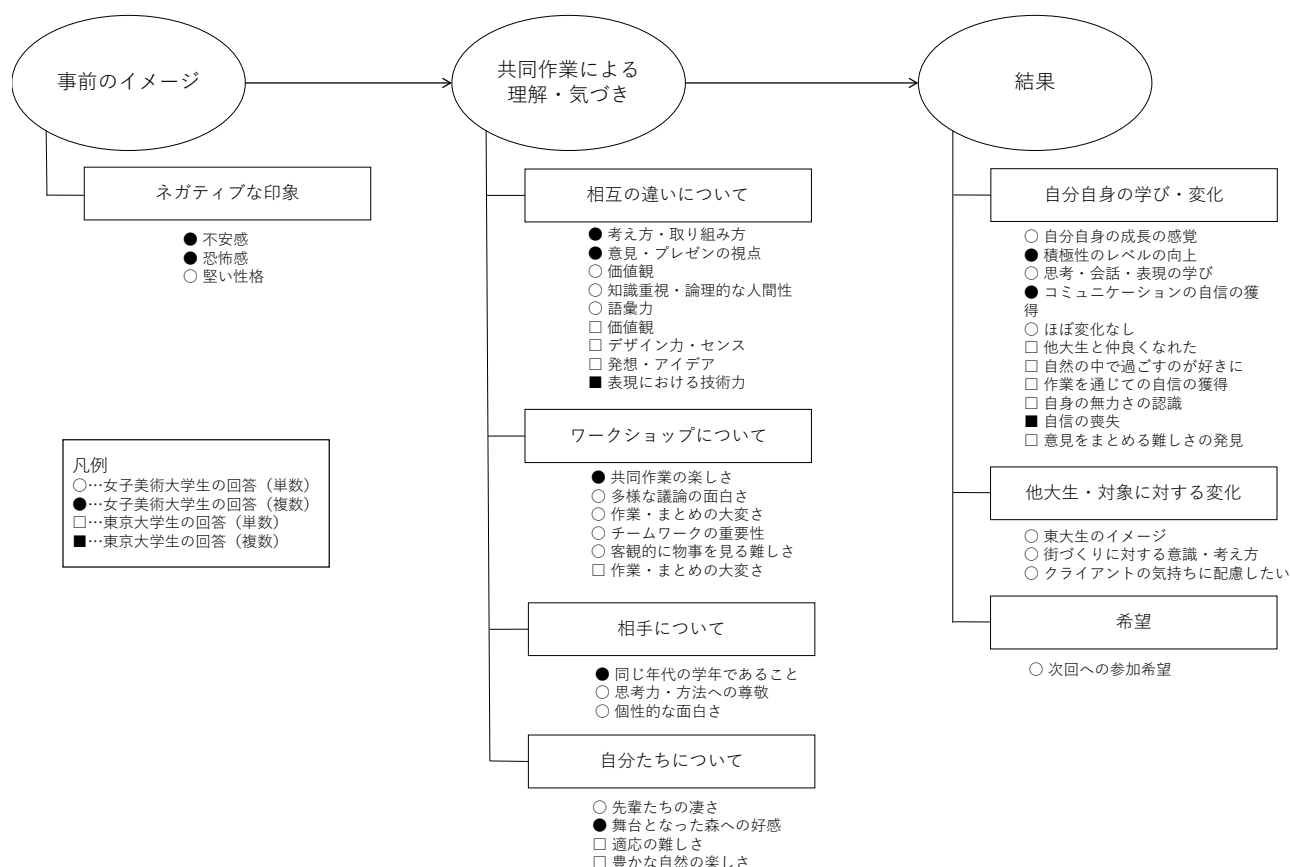 事前のイメージ
共同作業による
理解・気づき
結果
ネガティブな印象
● 不安感
● 恐怖感
○ 堅い性格
凡例
○…女子美術大学生の回答（単数）
●…女子美術大学生の回答（複数）
□…東京大学生の回答（単数）
■…東京大学生の回答（複数）
相互の違いについて
● 考え方・取り組み方
● 意見・プレゼンの視点
○ 価値観
○ 知識重視・論理的な人間性
○ 語彙力
□ 価値観
□ デザイン力・センス
□ 発想・アイデア
■ 表現における技術力
ワークショップについて
● 共同作業の楽しさ
○ 多様な議論の面白さ
○ 作業・まとめの大変さ
○ チームワークの重要性
○ 客観的に物事を見る難しさ
□ 作業・まとめの大変さ
相手について
● 同じ年代の学年であること
○ 思考力・方法への尊敬
○ 個性的な面白さ
自分たちについて
○ 先輩たちの凄さ
● 舞台となった森への好感
□ 適応の難しさ
□ 豊かな自然の楽しさ
自分自身の学び・変化
○ 自分自身の成長の感覚
● 積極性のレベルの向上
○ 思考・会話・表現の学び
● コミュニケーションの自信の獲
得
○ ほぼ変化なし
□ 他大生と仲良くなれた
□ 自然の中で過ごすのが好きに
□ 作業を通じての自信の獲得
□ 自身の無力さの認識
■ 自信の喪失
□ 意見をまとめる難しさの発見
他大生・対象に対する変化
○ 東大生のイメージ
○ 街づくりに対する意識・考え方
○ クライアントの気持ちに配慮したい
希望
○ 次回への参加希望